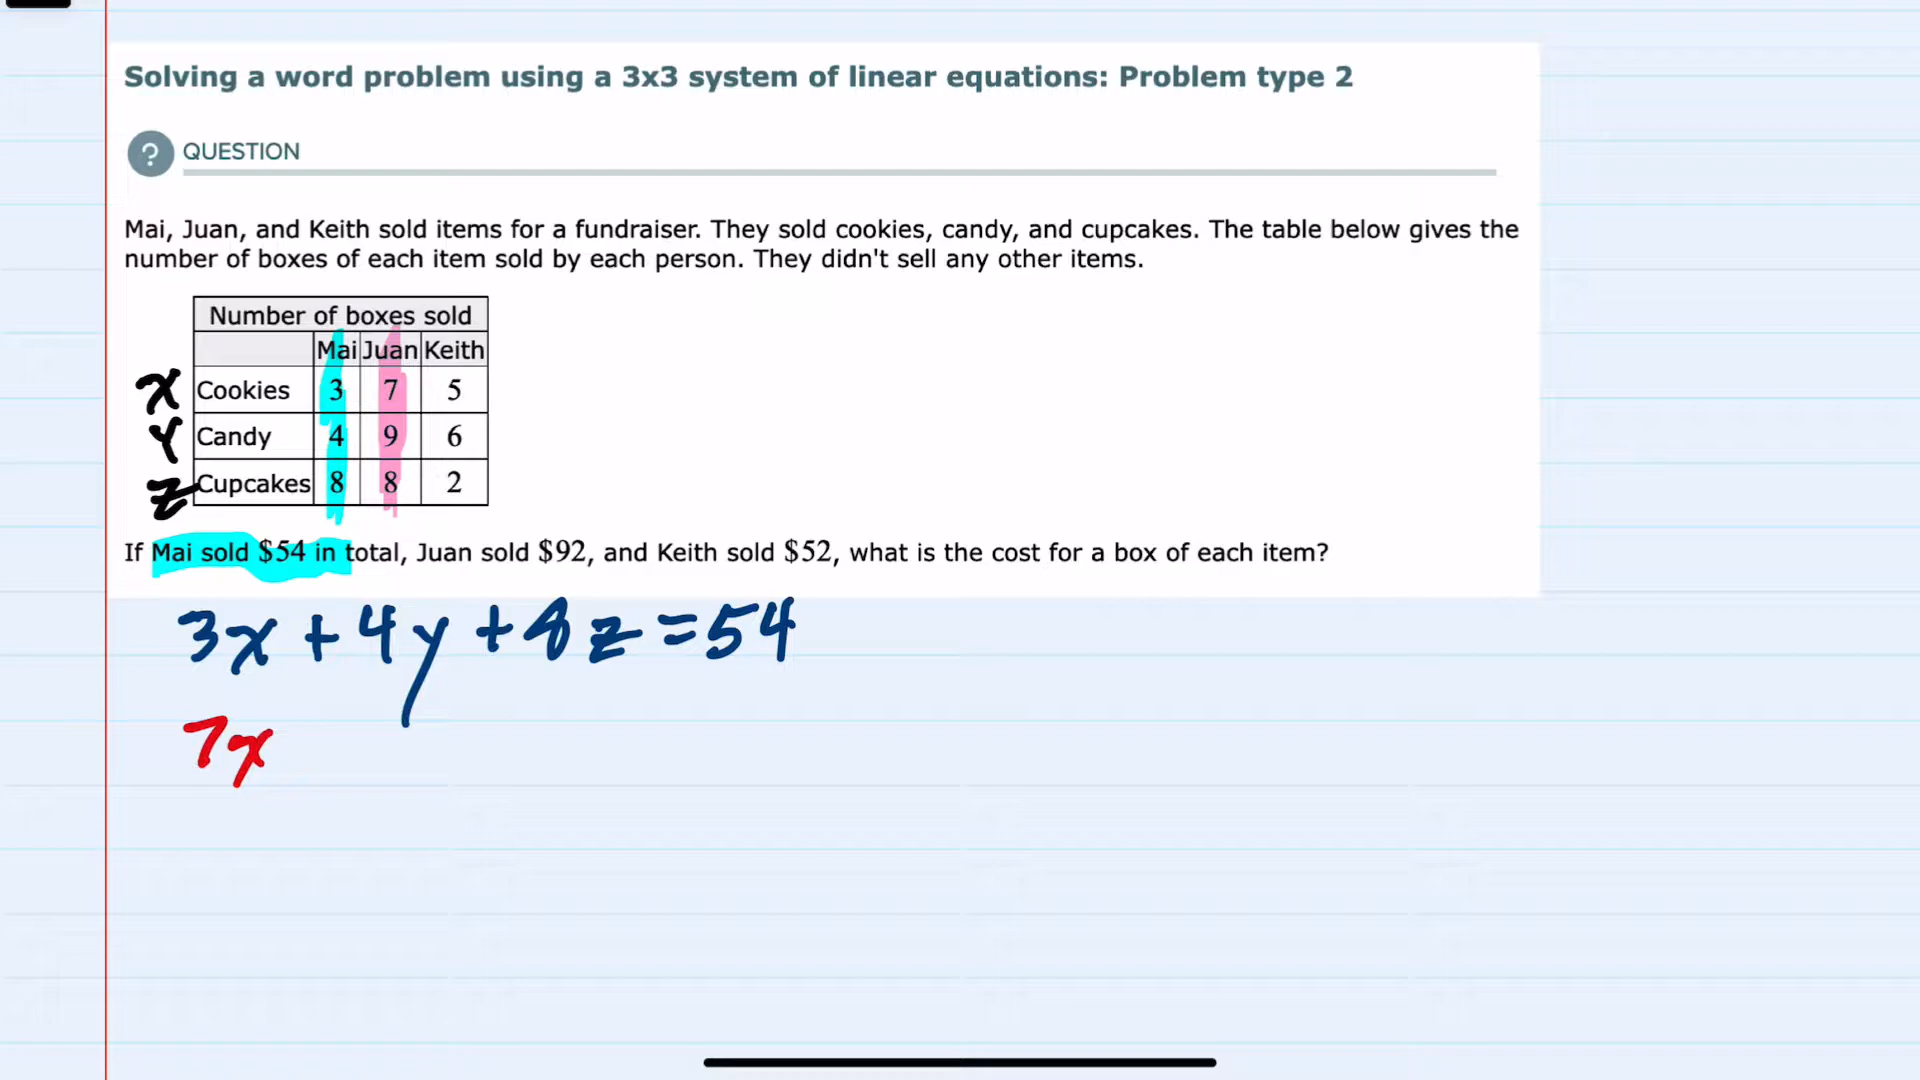 Solving a word problem using a 3x3 system of linear equations: Problem type 2
? QUESTION
Mai, Juan, and Keith sold items for a fundraiser. They sold cookies, candy, and cupcakes. The table below gives the
number of boxes of each item sold by each person. They didn't sell any other items.
Number of boxes sold
Mai Juan Keith
x Cookies 3 7 5
y Candy 4 9 6
z Cupcakes 8 8 2
If Mai sold $54 in total, Juan sold $92, and Keith sold $52, what is the cost for a box of each item?
3x + 4y + 8z = 54
7x